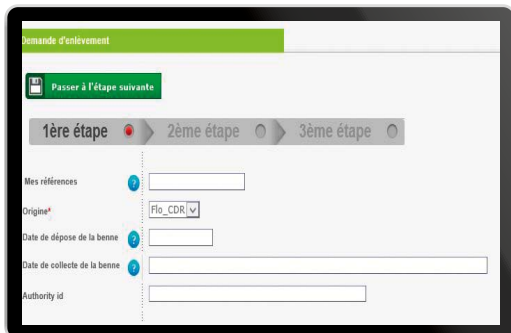 Demande d'enlèvement
Passer à l'étape suivante
1ère étape 2ème étape 3ème étape
Mes références ?
Origine* Flo_CDR
Date de dépose de la benne ?
Date de collecte de la benne ?
Authority id